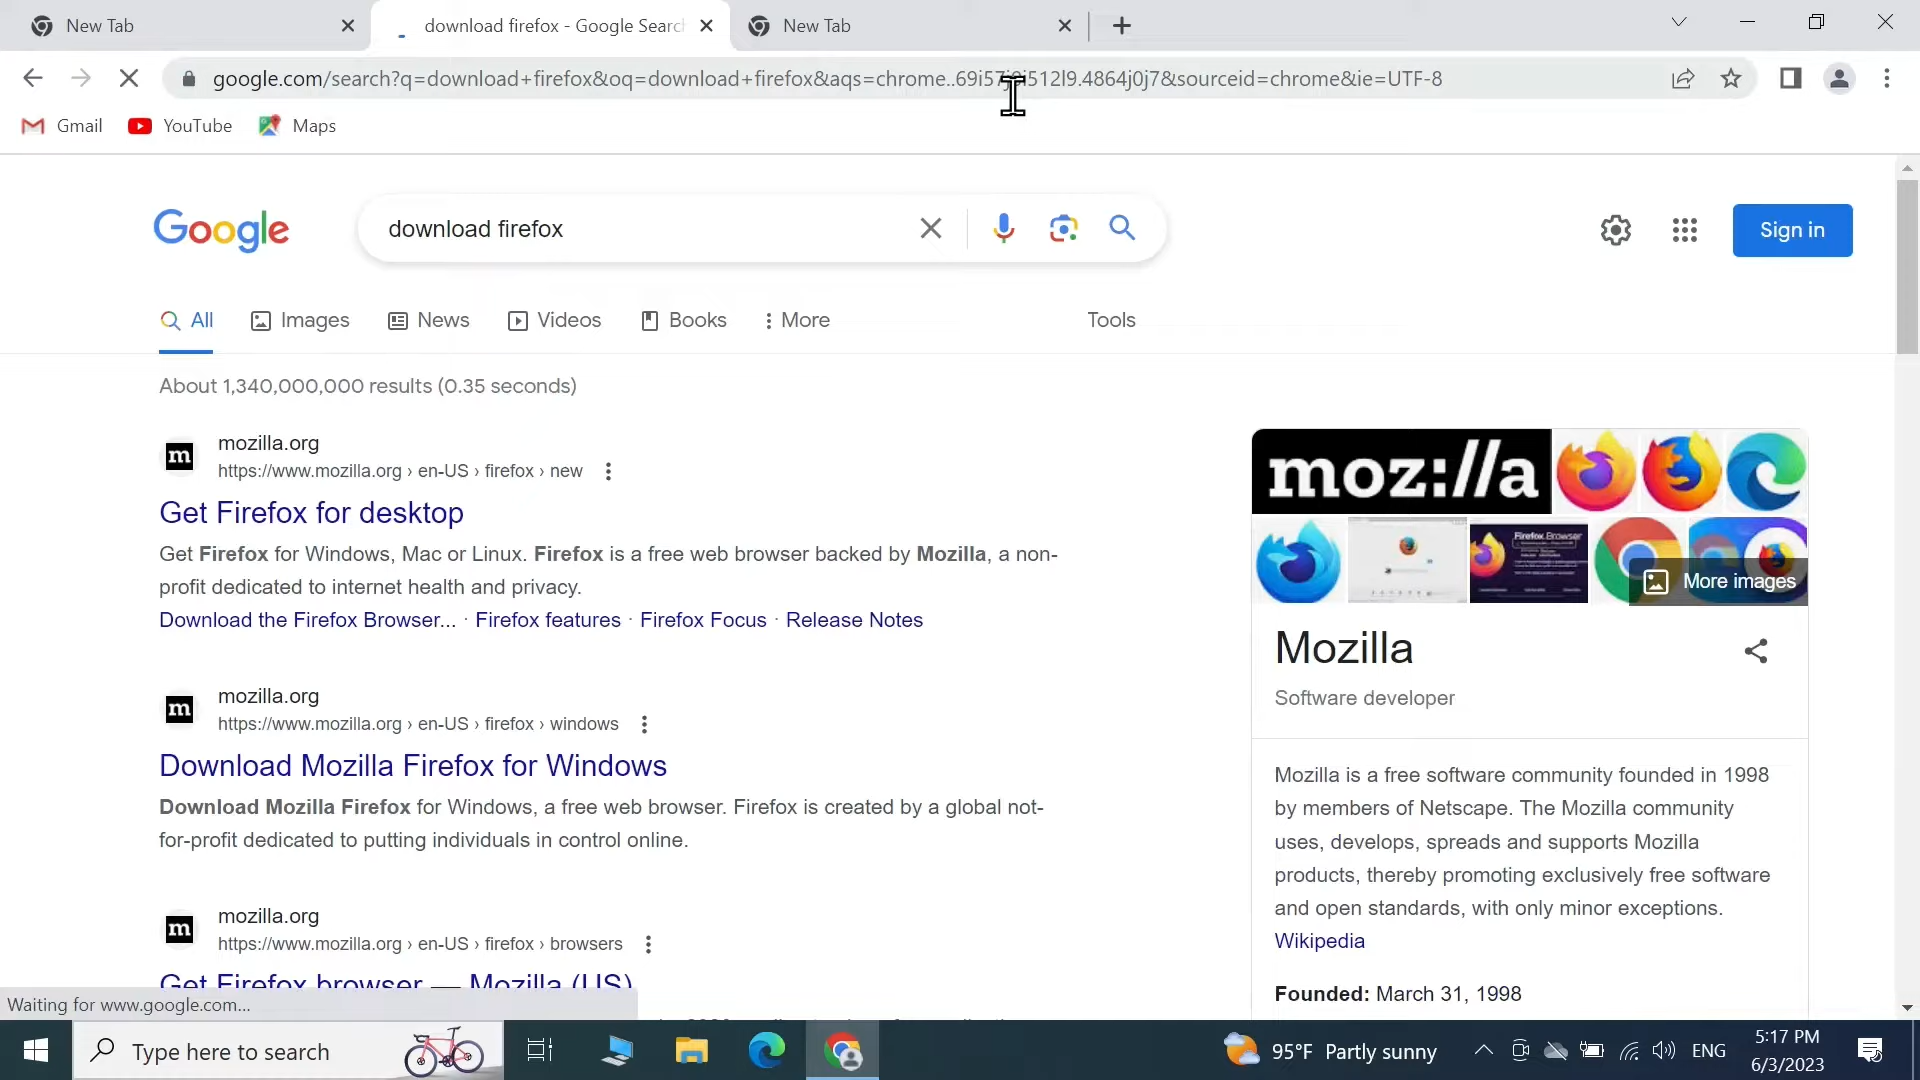 New Tab
download firefox - Google Search
New Tab
google.com/search?q=download+firefox&oq=download+firefox&aqs=chrome..69i57j0i512l9.4864j0j7&sourceid=chrome&ie=UTF-8
Gmail
YouTube
Maps
Google
download firefox
Sign in
All
Images
News
Videos
Books
More
Tools
About 1,340,000,000 results (0.35 seconds)
m
mozilla.org
https://www.mozilla.org › en-US › firefox › new
Get Firefox for desktop
Get Firefox for Windows, Mac or Linux. Firefox is a free web browser backed by Mozilla, a non-
profit dedicated to internet health and privacy.
Download the Firefox Browser... · Firefox features · Firefox Focus · Release Notes
m
mozilla.org
https://www.mozilla.org › en-US › firefox › windows
Download Mozilla Firefox for Windows
Download Mozilla Firefox for Windows, a free web browser. Firefox is created by a global not-
for-profit dedicated to putting individuals in control online.
m
mozilla.org
https://www.mozilla.org › en-US › firefox › browsers
Get Firefox browser — Mozilla (US)
moz://a
Firefox Browser
More images
Mozilla
Software developer
Mozilla is a free software community founded in 1998
by members of Netscape. The Mozilla community
uses, develops, spreads and supports Mozilla
products, thereby promoting exclusively free software
and open standards, with only minor exceptions.
Wikipedia
Founded: March 31, 1998
Waiting for www.google.com...
Type here to search
95°F Partly sunny
ENG
5:17 PM
6/3/2023